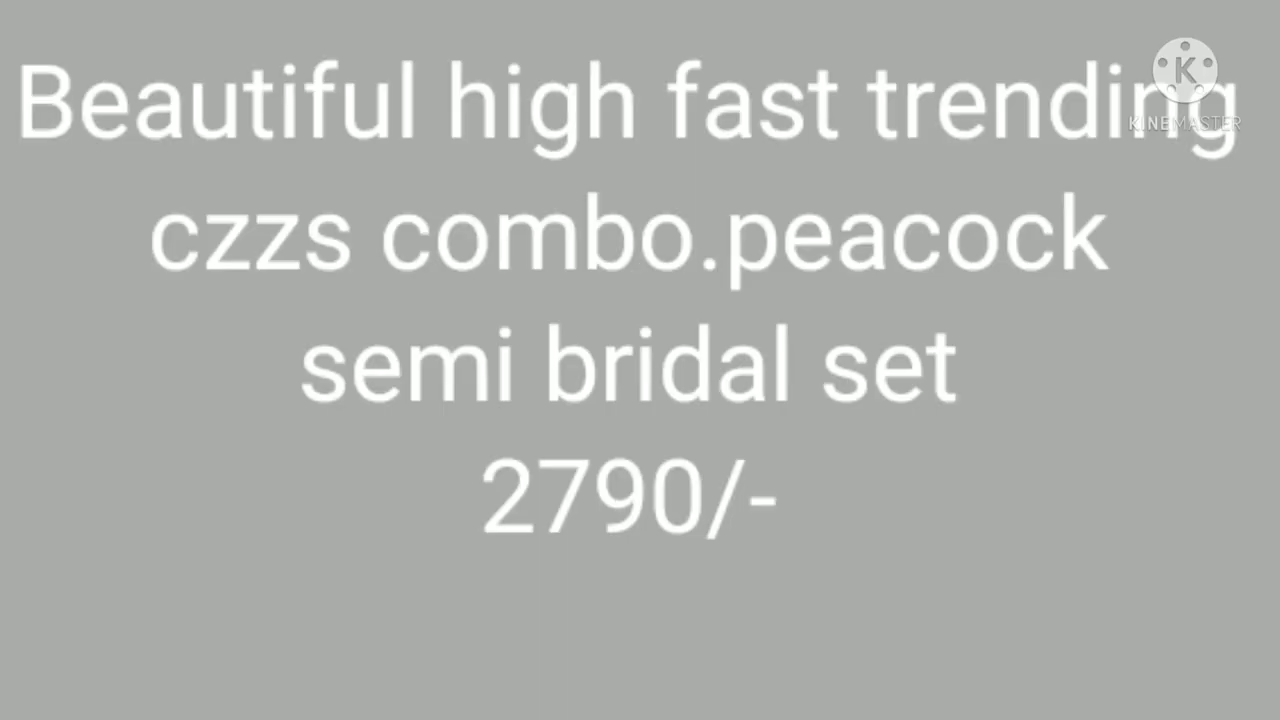 Beautiful high fast trending
czzs combo.peacock
semi bridal set
2790/-
K
KINEMASTER